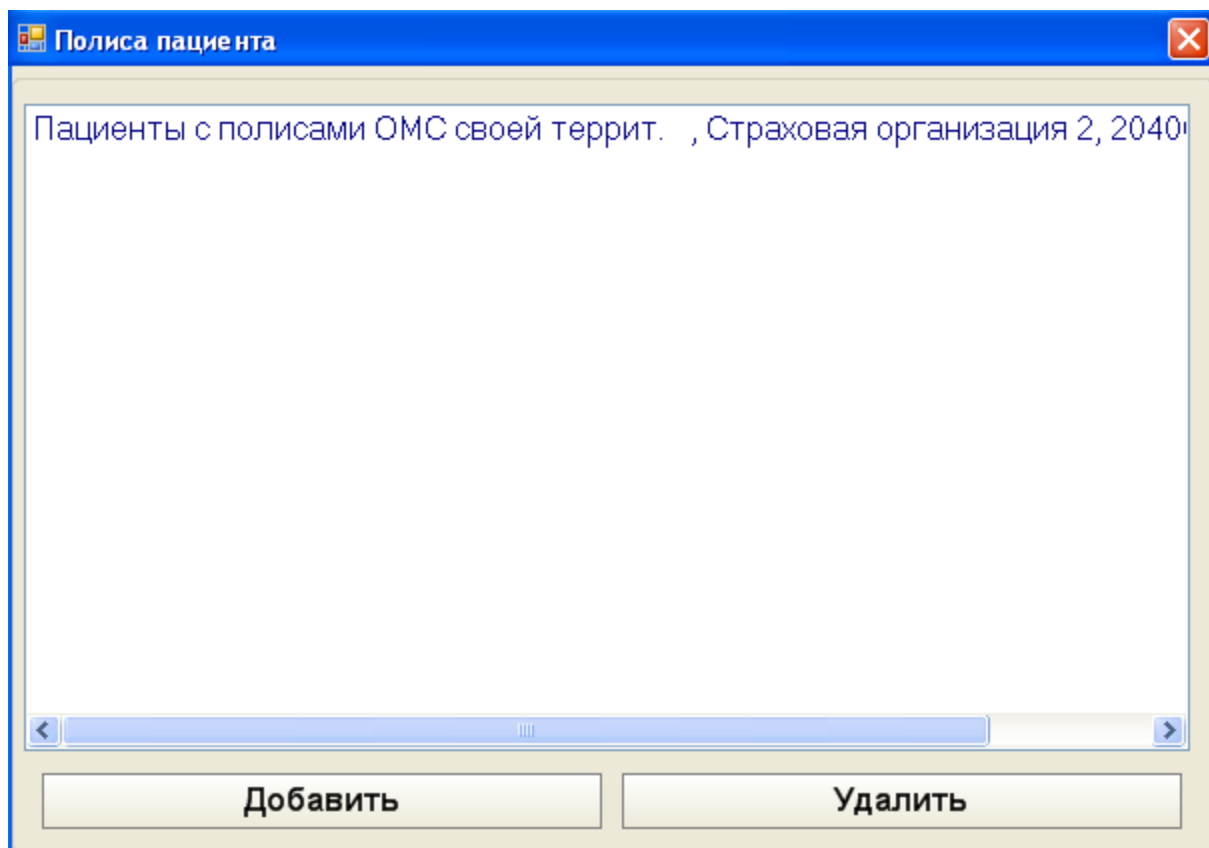 Полиса пациента
Пациенты с полисами ОМС своей террит. , Страховая организация 2, 2040
Добавить
Удалить